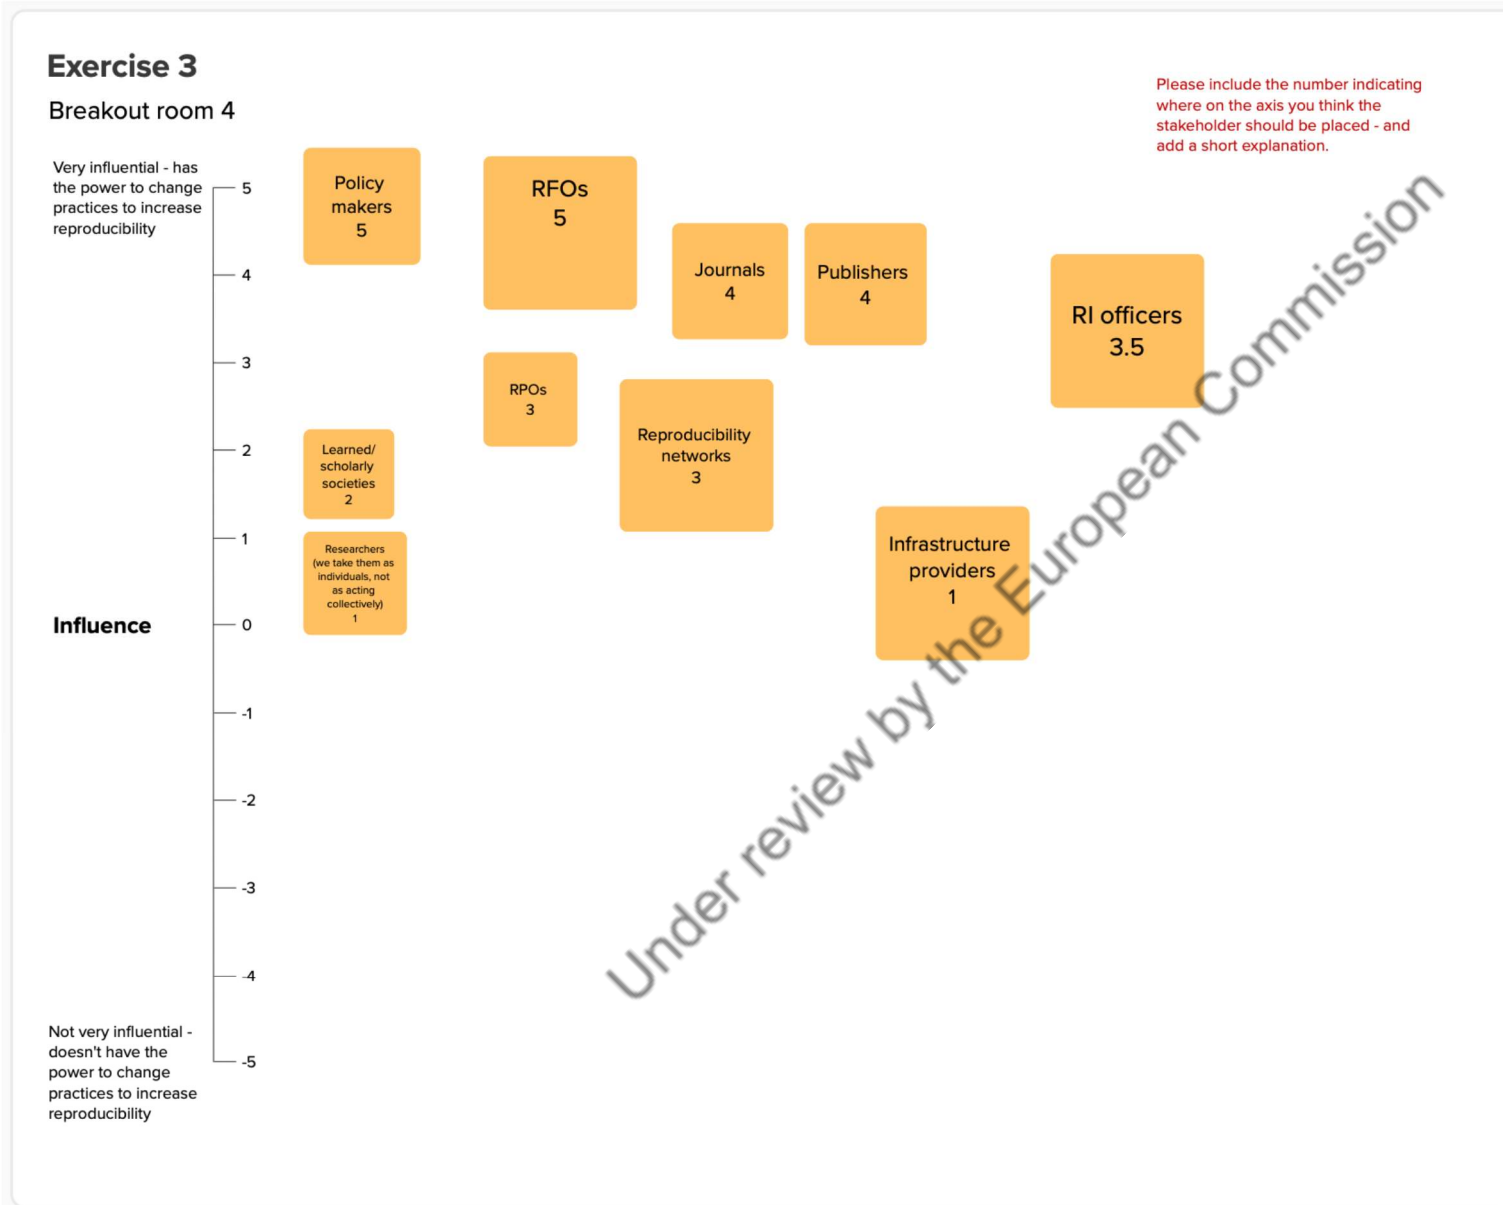 Exercise 3
Breakout room 4
Please include the number indicating
where on the axis you think the
stakeholder should be placed - and
add a short explanation.
Very influential - has
the power to change
practices to increase
reproducibility
5
4
3
2
1
0
-1
-2
-3
-4
-5
Influence
Not very influential -
doesn't have the
power to change
practices to increase
reproducibility
Policy
makers
5
RFOs
5
Journals
4
Publishers
4
RI officers
3.5
RPOs
3
Reproducibility
networks
3
Learned/
scholarly
societies
2
Researchers
(we take them as
individuals, not
as acting
collectively)
1
Infrastructure
providers
1
Under review by the European Commission